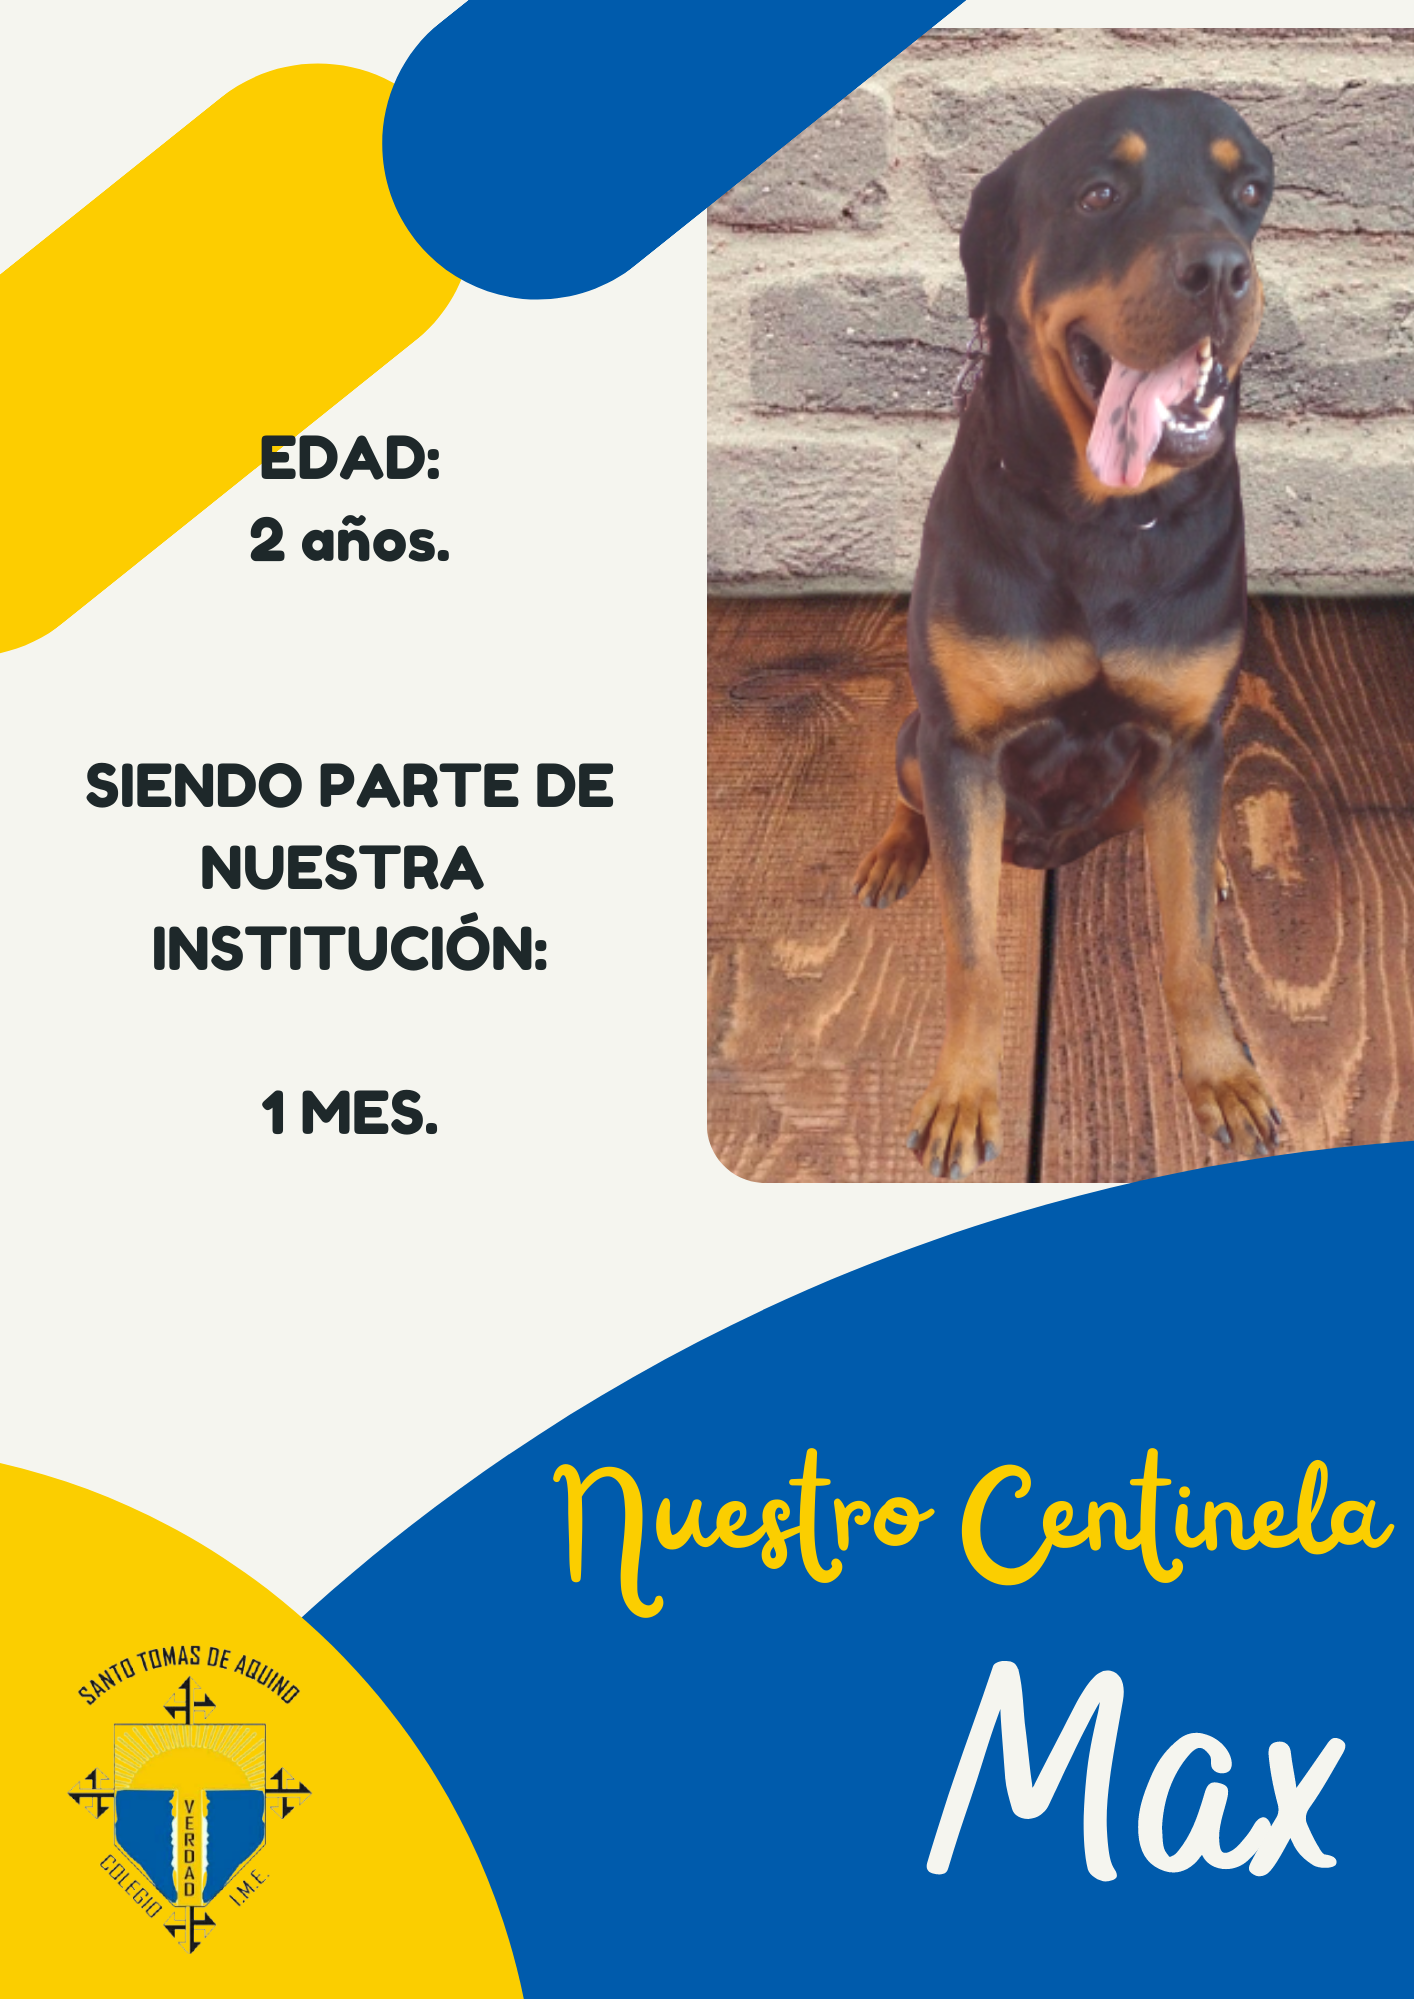 EDAD:
2 años.
SIENDO PARTE DE
NUESTRA
INSTITUCIÓN:
1 MES.
Nuestro Centinela
Max
SANTO TOMAS DE AQUINO
VERDAD
COLEGIO
I.M.E.